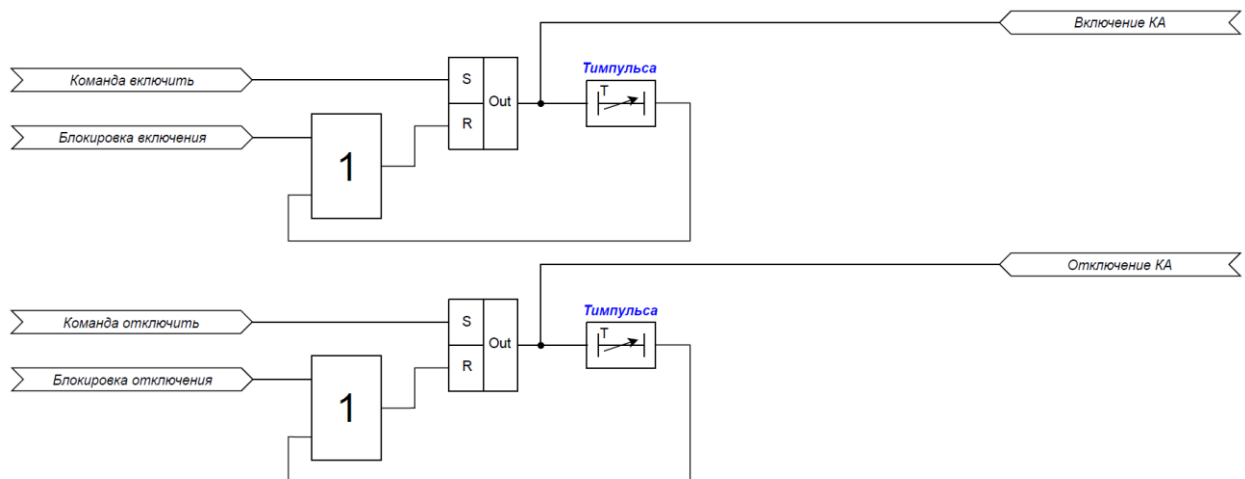 Включение КА
Тимпульса
Команда включить
S
T
Out
Блокировка включения
R
1
Отключение КА
Тимпульса
Команда отключить
S
T
Out
Блокировка отключения
R
1